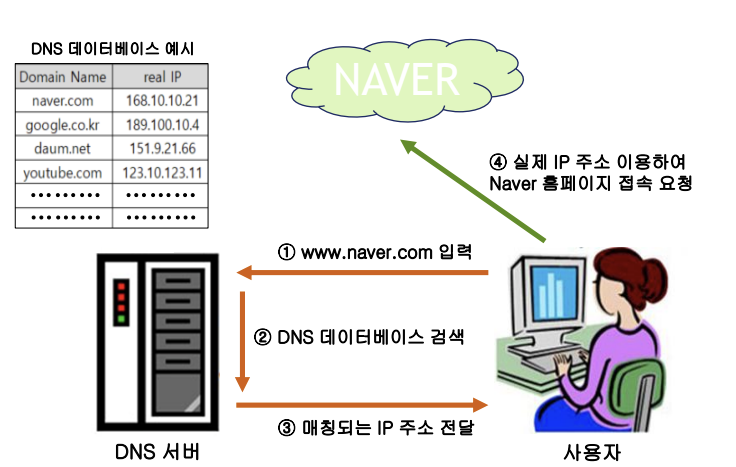 DNS 데이터베이스 예시
Domain Name real IP
naver.com 168.10.10.21
google.co.kr 189.100.10.4
daum.net 151.9.21.66
youtube.com 123.10.123.11
••••••••• •••••••••
••••••••• •••••••••
NAVER
④ 실제 IP 주소 이용하여
Naver 홈페이지 접속 요청
① www.naver.com 입력
② DNS 데이터베이스 검색
③ 매칭되는 IP 주소 전달
DNS 서버
사용자